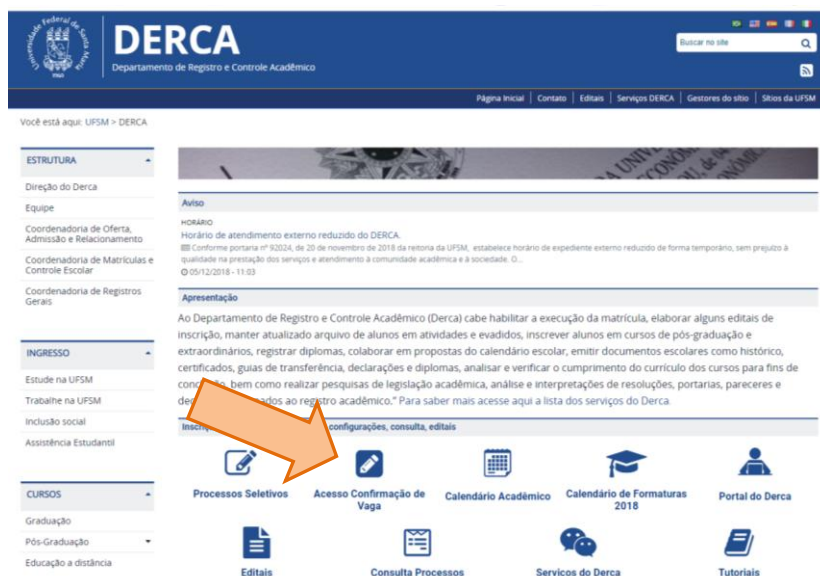 Universidade Federal de Santa Maria
1960
DERCA
Departamento de Registro e Controle Acadêmico
Buscar no site
Página Inicial | Contato | Editais | Serviços DERCA | Gestores do sítio | Sítios da UFSM
Você está aqui: UFSM > DERCA
ESTRUTURA
Direção do Derca
Equipe
Coordenadoria de Oferta,
Admissão e Relacionamento
Coordenadoria de Matrículas e
Controle Escolar
Coordenadoria de Registros
Gerais
INGRESSO
Estude na UFSM
Trabalhe na UFSM
Inclusão social
Assistência Estudantil
CURSOS
Graduação
Pós-Graduação
Educação a distância
Aviso
HORÁRIO
Horário de atendimento externo reduzido do DERCA.
Conforme portaria nº 92024, de 20 de novembro de 2018 da reitoria da UFSM, estabelece horário de expediente externo reduzido de forma temporário, sem prejuízo à
qualidade na prestação dos serviços e atendimento à comunidade acadêmica e à sociedade. O...
05/12/2018 - 11:03
Apresentação
Ao Departamento de Registro e Controle Acadêmico (Derca) cabe habilitar a execução da matrícula, elaborar alguns editais de
inscrição, manter atualizado arquivo de alunos em atividades e evadidos, inscrever alunos em cursos de pós-graduação e
extraordinários, registrar diplomas, colaborar em propostas do calendário escolar, emitir documentos escolares como histórico,
certificados, guias de transferência, declarações e diplomas, analisar e verificar o cumprimento do currículo dos cursos para fins de
bem como realizar pesquisas de legislação acadêmica, análise e interpretações de resoluções, portarias, pareceres e
ao registro acadêmico." Para saber mais acesse aqui a lista dos serviços do Derca
configurações, consulta, editais
Processos Seletivos
Acesso Confirmação de
Vaga
Calendário Acadêmico
Calendário de Formaturas
2018
Portal do Derca
Editais
Consulta Processos
Serviços do Derca
Tutoriais